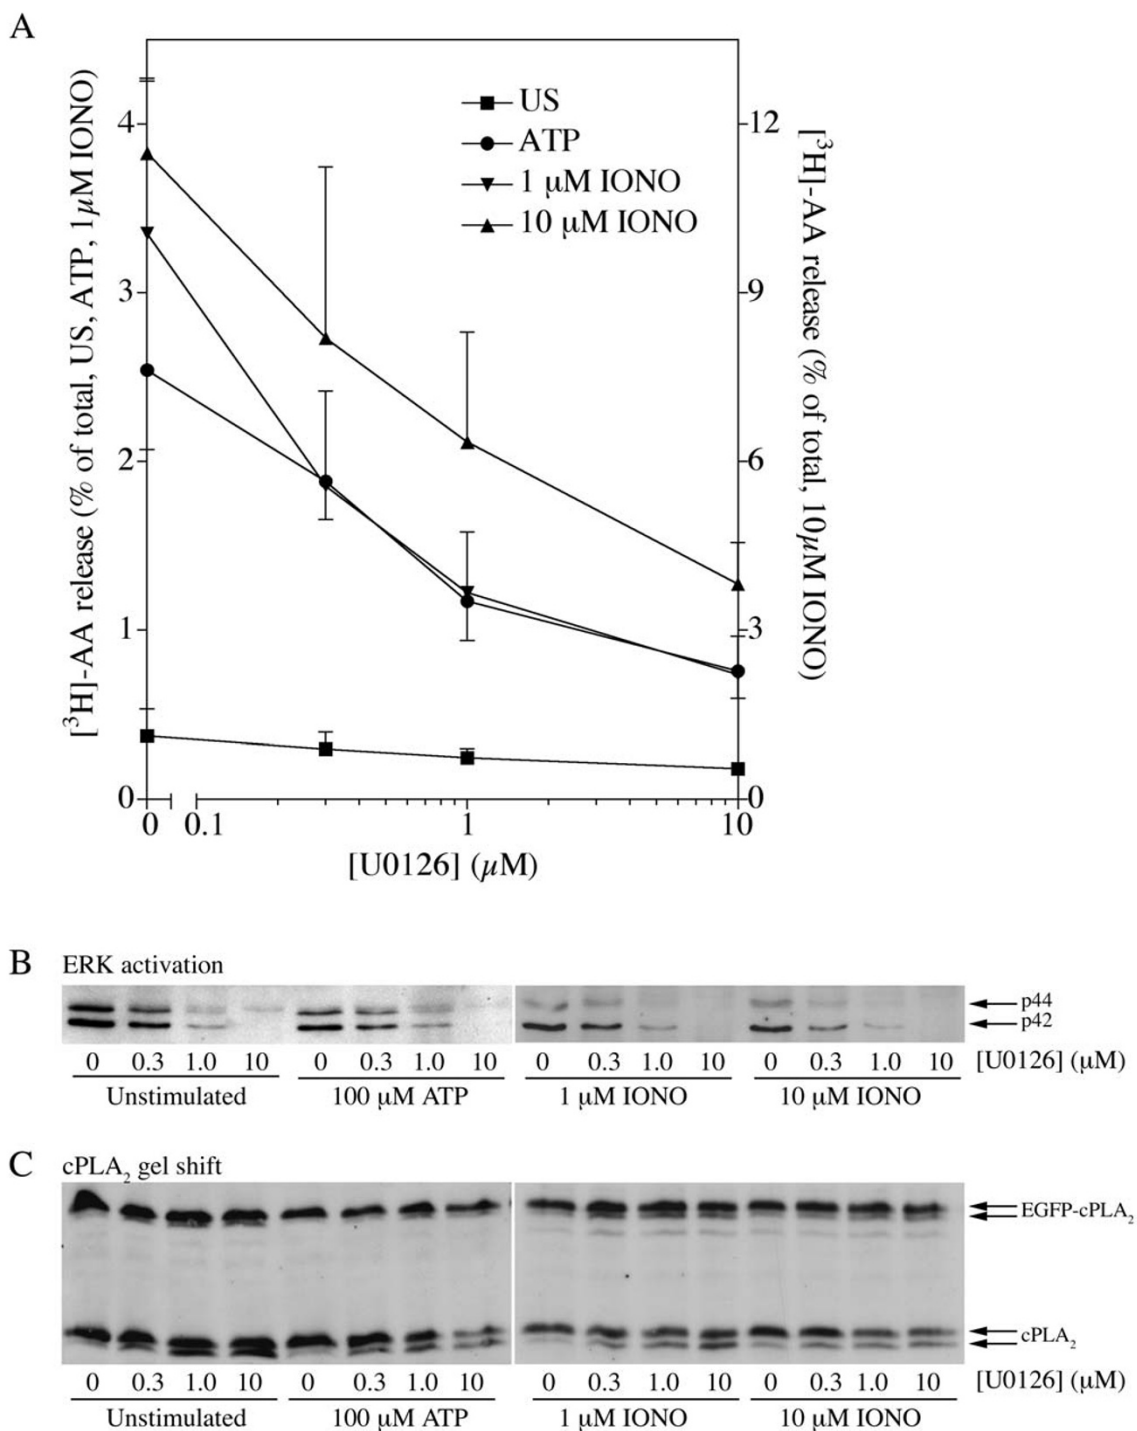 A
[³H]-AA release (% of total, US, ATP, 1µM IONO)
4
3
2
1
0
US
ATP
1 µM IONO
10 µM IONO
12
9
6
3
0
[³H]-AA release (% of total, 10µM IONO)
0 0.1 1 10
[U0126] (µM)
B ERK activation
p44
p42
0 0.3 1.0 10 0 0.3 1.0 10 0 0.3 1.0 10 0 0.3 1.0 10 [U0126] (µM)
Unstimulated 100 µM ATP 1 µM IONO 10 µM IONO
C cPLA₂ gel shift
EGFP-cPLA₂
cPLA₂
0 0.3 1.0 10 0 0.3 1.0 10 0 0.3 1.0 10 0 0.3 1.0 10 [U0126] (µM)
Unstimulated 100 µM ATP 1 µM IONO 10 µM IONO